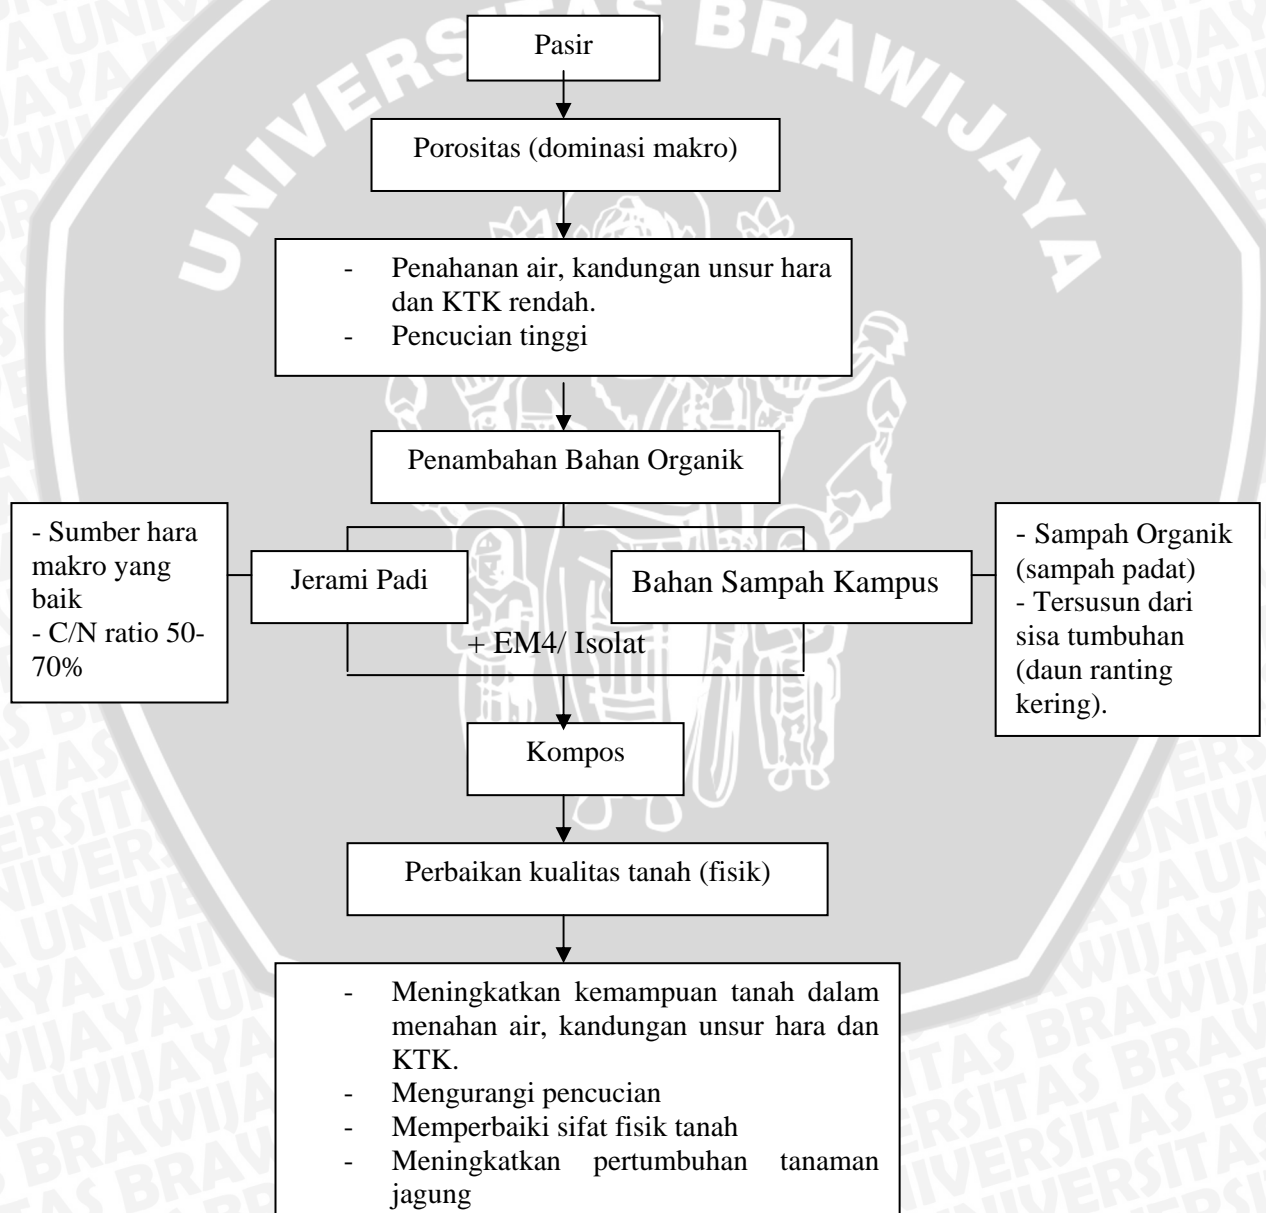 UNIVERSITAS BRAWIJAYA
Pasir
Porositas (dominasi makro)
- Penahanan air, kandungan unsur hara
dan KTK rendah.
- Pencucian tinggi
Penambahan Bahan Organik
- Sumber hara
makro yang
baik
- C/N ratio 50-
70%
Jerami Padi
Bahan Sampah Kampus
- Sampah Organik
(sampah padat)
- Tersusun dari
sisa tumbuhan
(daun ranting
kering).
+ EM4/ Isolat
Kompos
Perbaikan kualitas tanah (fisik)
- Meningkatkan kemampuan tanah dalam
menahan air, kandungan unsur hara dan
KTK.
- Mengurangi pencucian
- Memperbaiki sifat fisik tanah
- Meningkatkan pertumbuhan tanaman
jagung